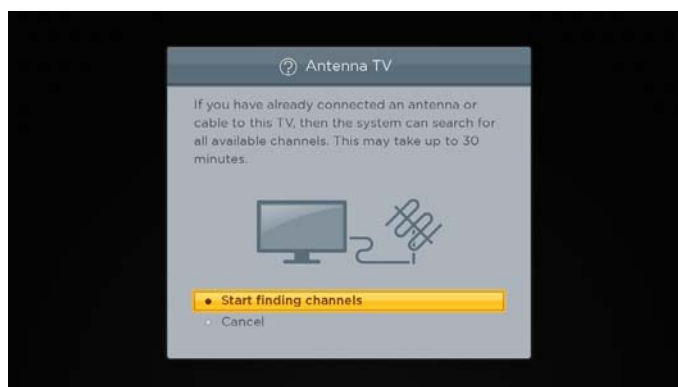 Antenna TV
If you have already connected an antenna or
cable to this TV, then the system can search for
all available channels. This may take up to 30
minutes.
Start finding channels
Cancel